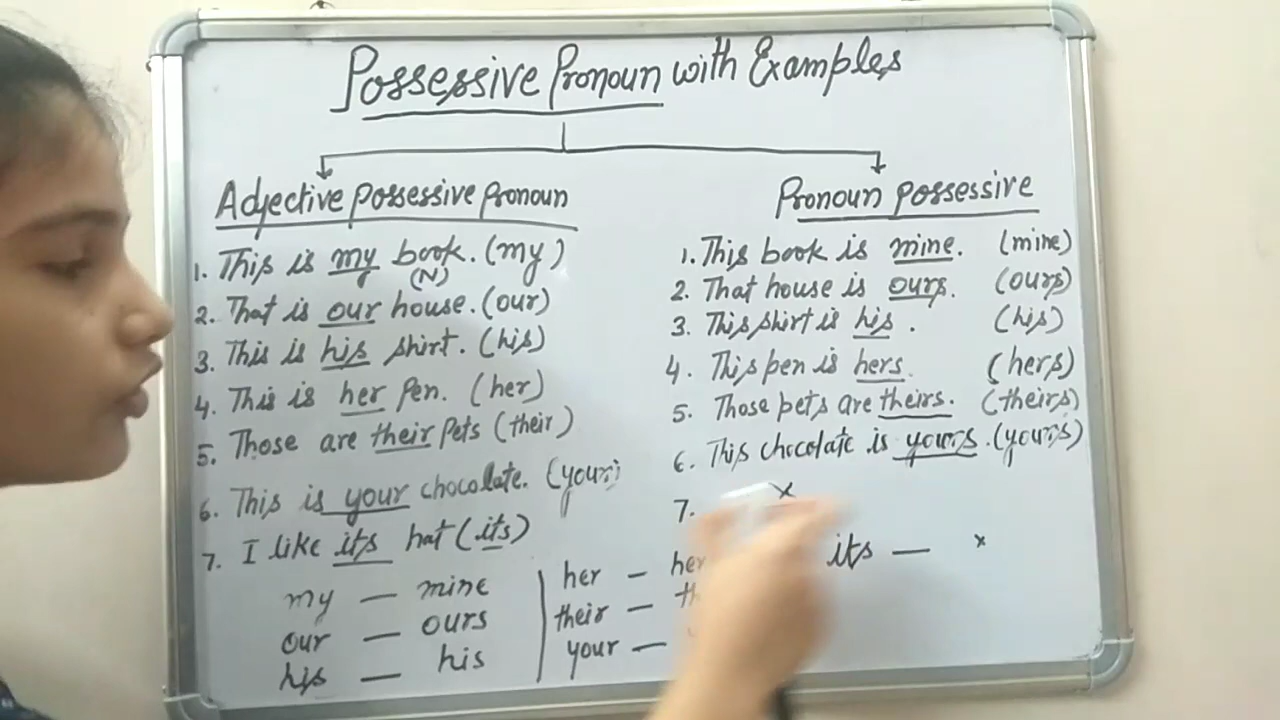 Possessive Pronoun with Examples
Adjective possessive pronoun
1. This is my book. (my)
(N)
2. That is our house. (our)
3. This is his shirt. (his)
4. This is her Pen. (her)
5. Those are their Pets (their)
6. This is your chocolate. (your)
7. I like its hat (its)
my — mine
our — ours
his — his
her — her
their —
your —
Pronoun possessive
1. This book is mine. (mine)
2. That house is ours. (ours)
3. This shirt is his. (his)
4. This pen is hers. (hers)
5. Those pets are theirs. (theirs)
6. This chocolate is yours. (yours)
7. x
its — x